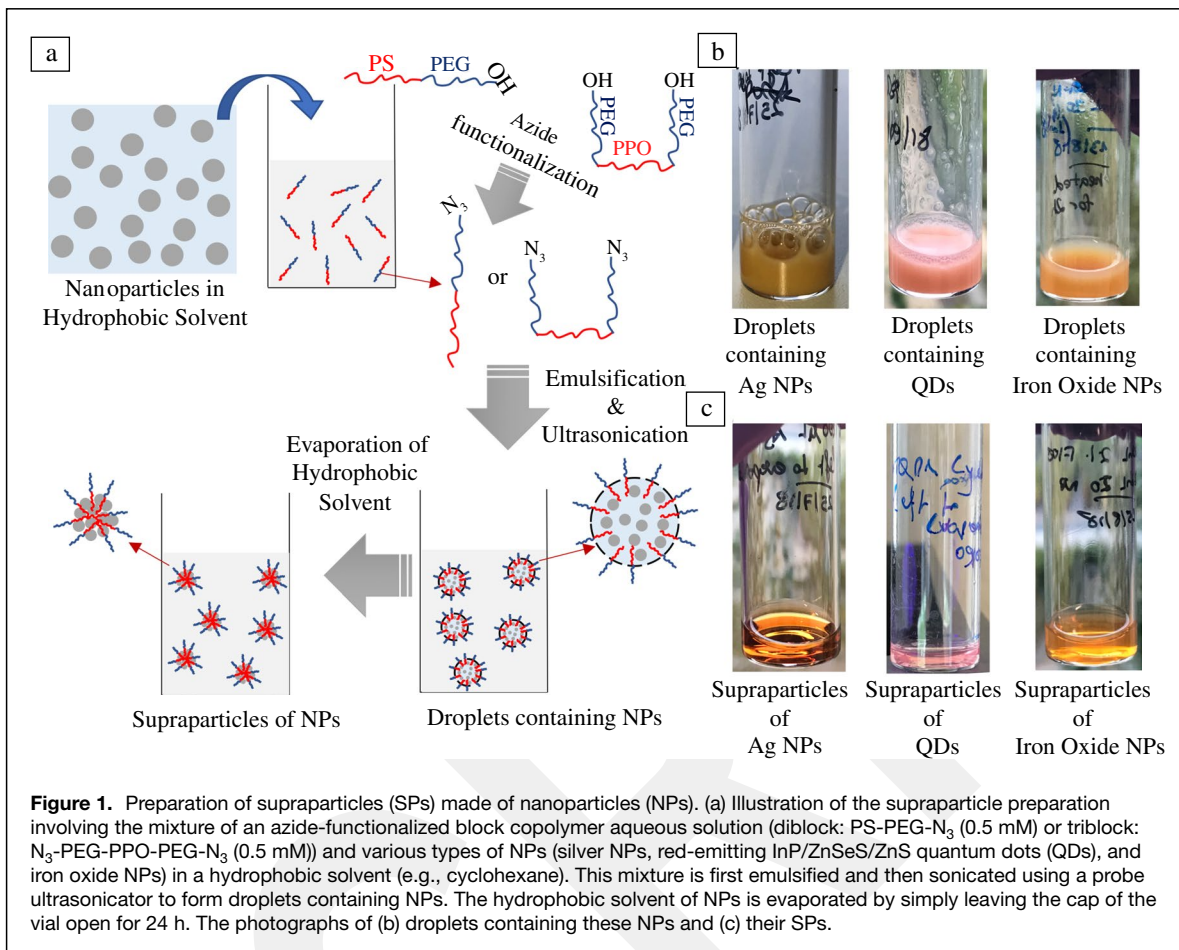 a
PS
PEG
OH
Azide
functionalization
OH
OH
PEG
PEG
PPO
Nanoparticles in
Hydrophobic Solvent
N3
or
N3
N3
Emulsification
&
Ultrasonication
Evaporation of
Hydrophobic
Solvent
Supraparticles of NPs
Droplets containing NPs
b
heated
Droplets
containing
Ag NPs
Droplets
containing
QDs
Droplets
containing
Iron Oxide NPs
c
Supraparticles
of
Ag NPs
Supraparticles
of
QDs
Supraparticles
of
Iron Oxide NPs
Figure 1. Preparation of supraparticles (SPs) made of nanoparticles (NPs). (a) Illustration of the supraparticle preparation
involving the mixture of an azide-functionalized block copolymer aqueous solution (diblock: PS-PEG-N3 (0.5 mM) or triblock:
N3-PEG-PPO-PEG-N3 (0.5 mM)) and various types of NPs (silver NPs, red-emitting InP/ZnSeS/ZnS quantum dots (QDs), and
iron oxide NPs) in a hydrophobic solvent (e.g., cyclohexane). This mixture is first emulsified and then sonicated using a probe
ultrasonicator to form droplets containing NPs. The hydrophobic solvent of NPs is evaporated by simply leaving the cap of the
vial open for 24 h. The photographs of (b) droplets containing these NPs and (c) their SPs.